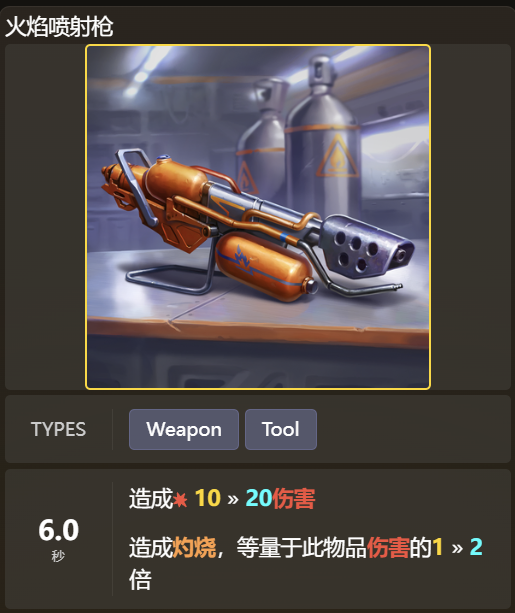 火焰喷射枪
TYPES
Weapon
Tool
6.0
秒
造成 10 » 20伤害
造成灼烧，等量于此物品伤害的1 » 2
倍